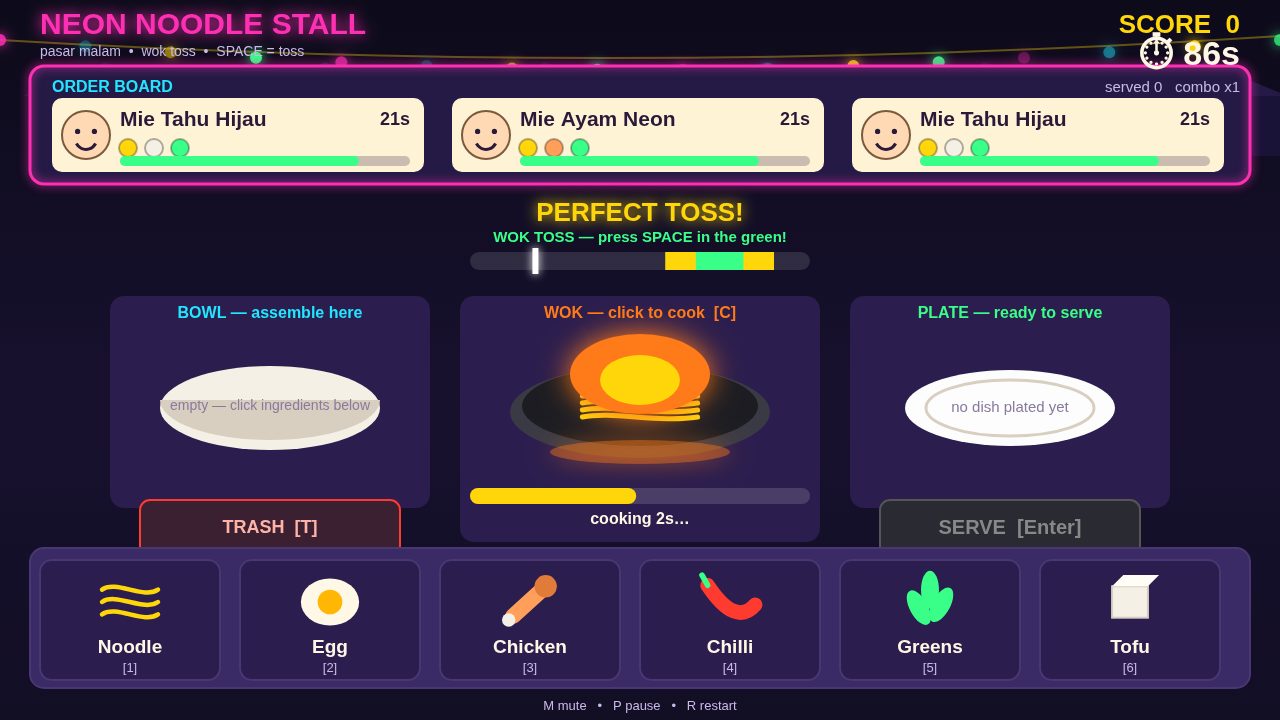 NEON NOODLE STALL
pasar malam • wok toss • SPACE = toss
SCORE 0
86s
ORDER BOARD
served 0 combo x1
Mie Tahu Hijau 21s
Mie Ayam Neon 21s
Mie Tahu Hijau 21s
PERFECT TOSS!
WOK TOSS — press SPACE in the green!
BOWL — assemble here
empty — click ingredients below
WOK — click to cook [C]
cooking 2s…
PLATE — ready to serve
no dish plated yet
TRASH [T]
SERVE [Enter]
Noodle
[1]
Egg
[2]
Chicken
[3]
Chilli
[4]
Greens
[5]
Tofu
[6]
M mute • P pause • R restart